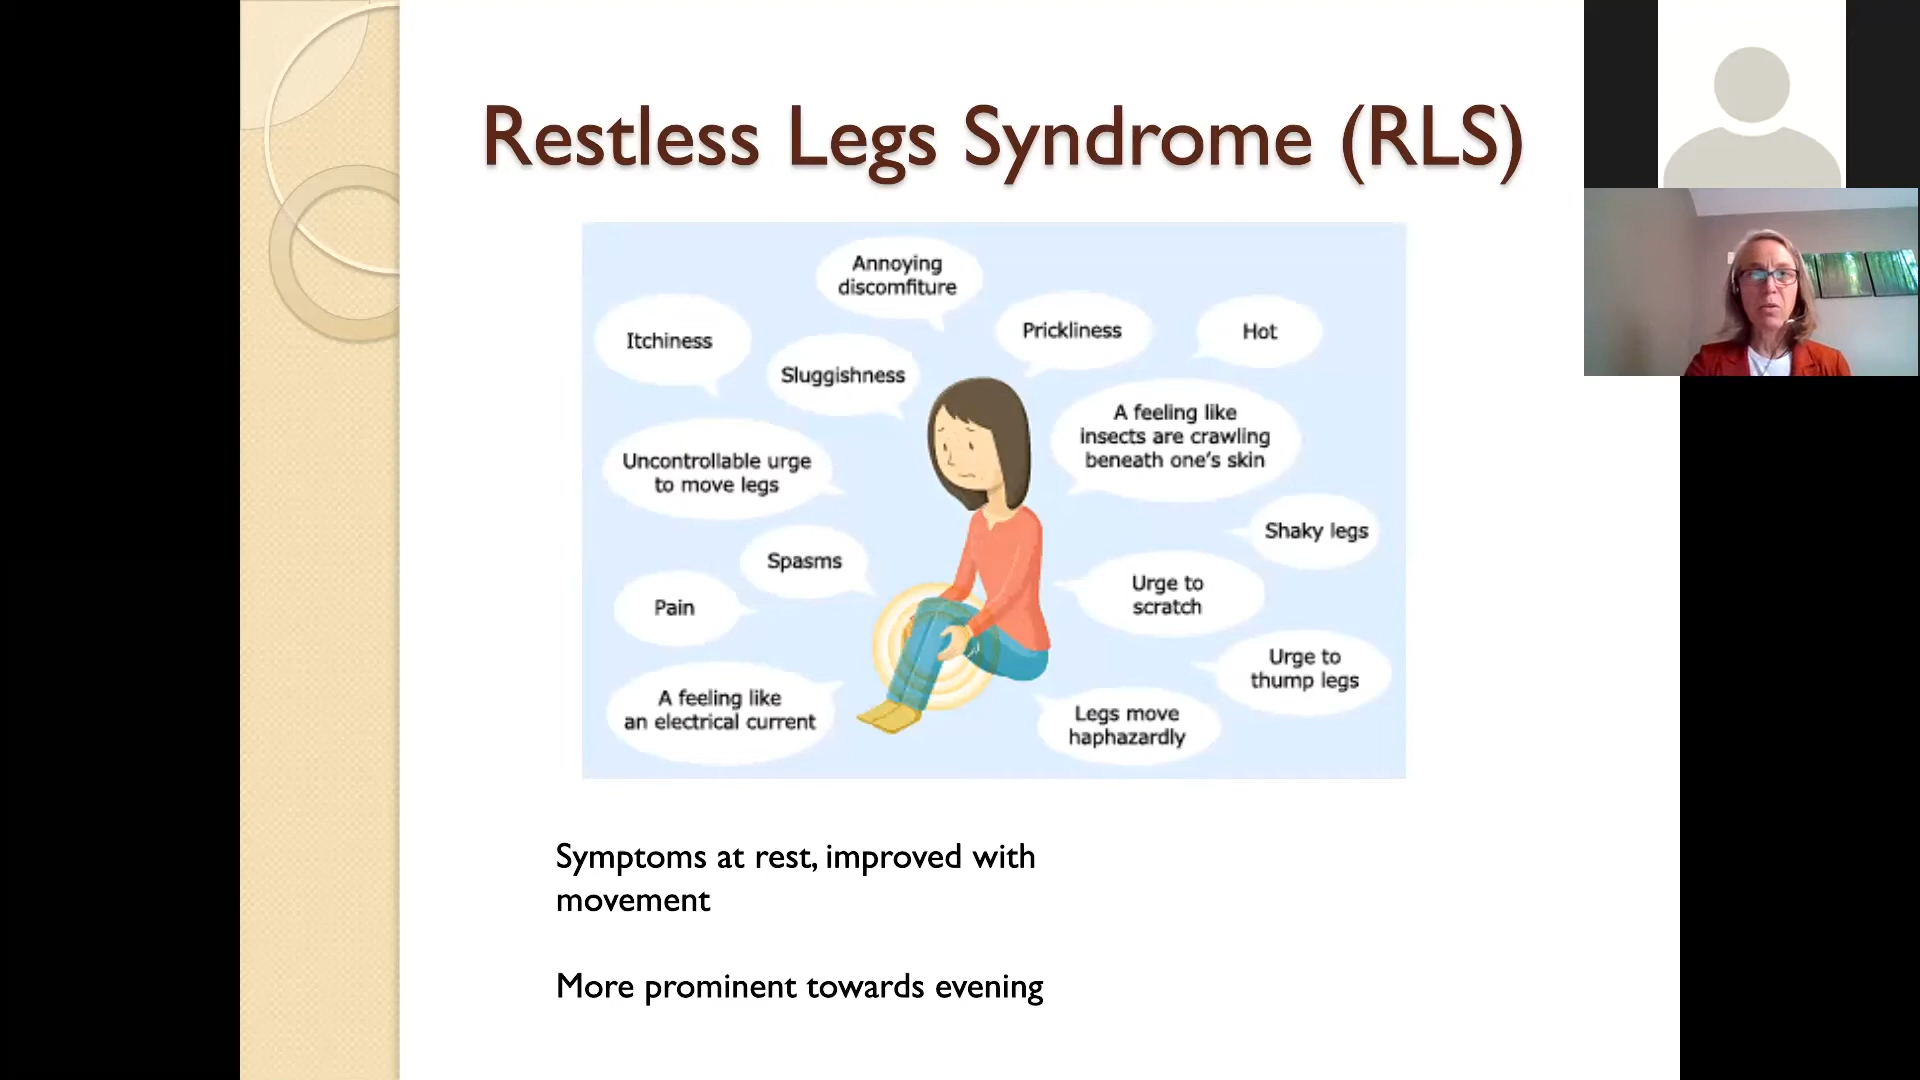 Restless Legs Syndrome (RLS)
Annoying
discomfiture
Itchiness
Sluggishness
Prickliness
Hot
Uncontrollable urge
to move legs
A feeling like
insects are crawling
beneath one's skin
Spasms
Shaky legs
Pain
Urge to
scratch
A feeling like
an electrical current
Urge to
thump legs
Legs move
haphazardly
Symptoms at rest, improved with
movement
More prominent towards evening